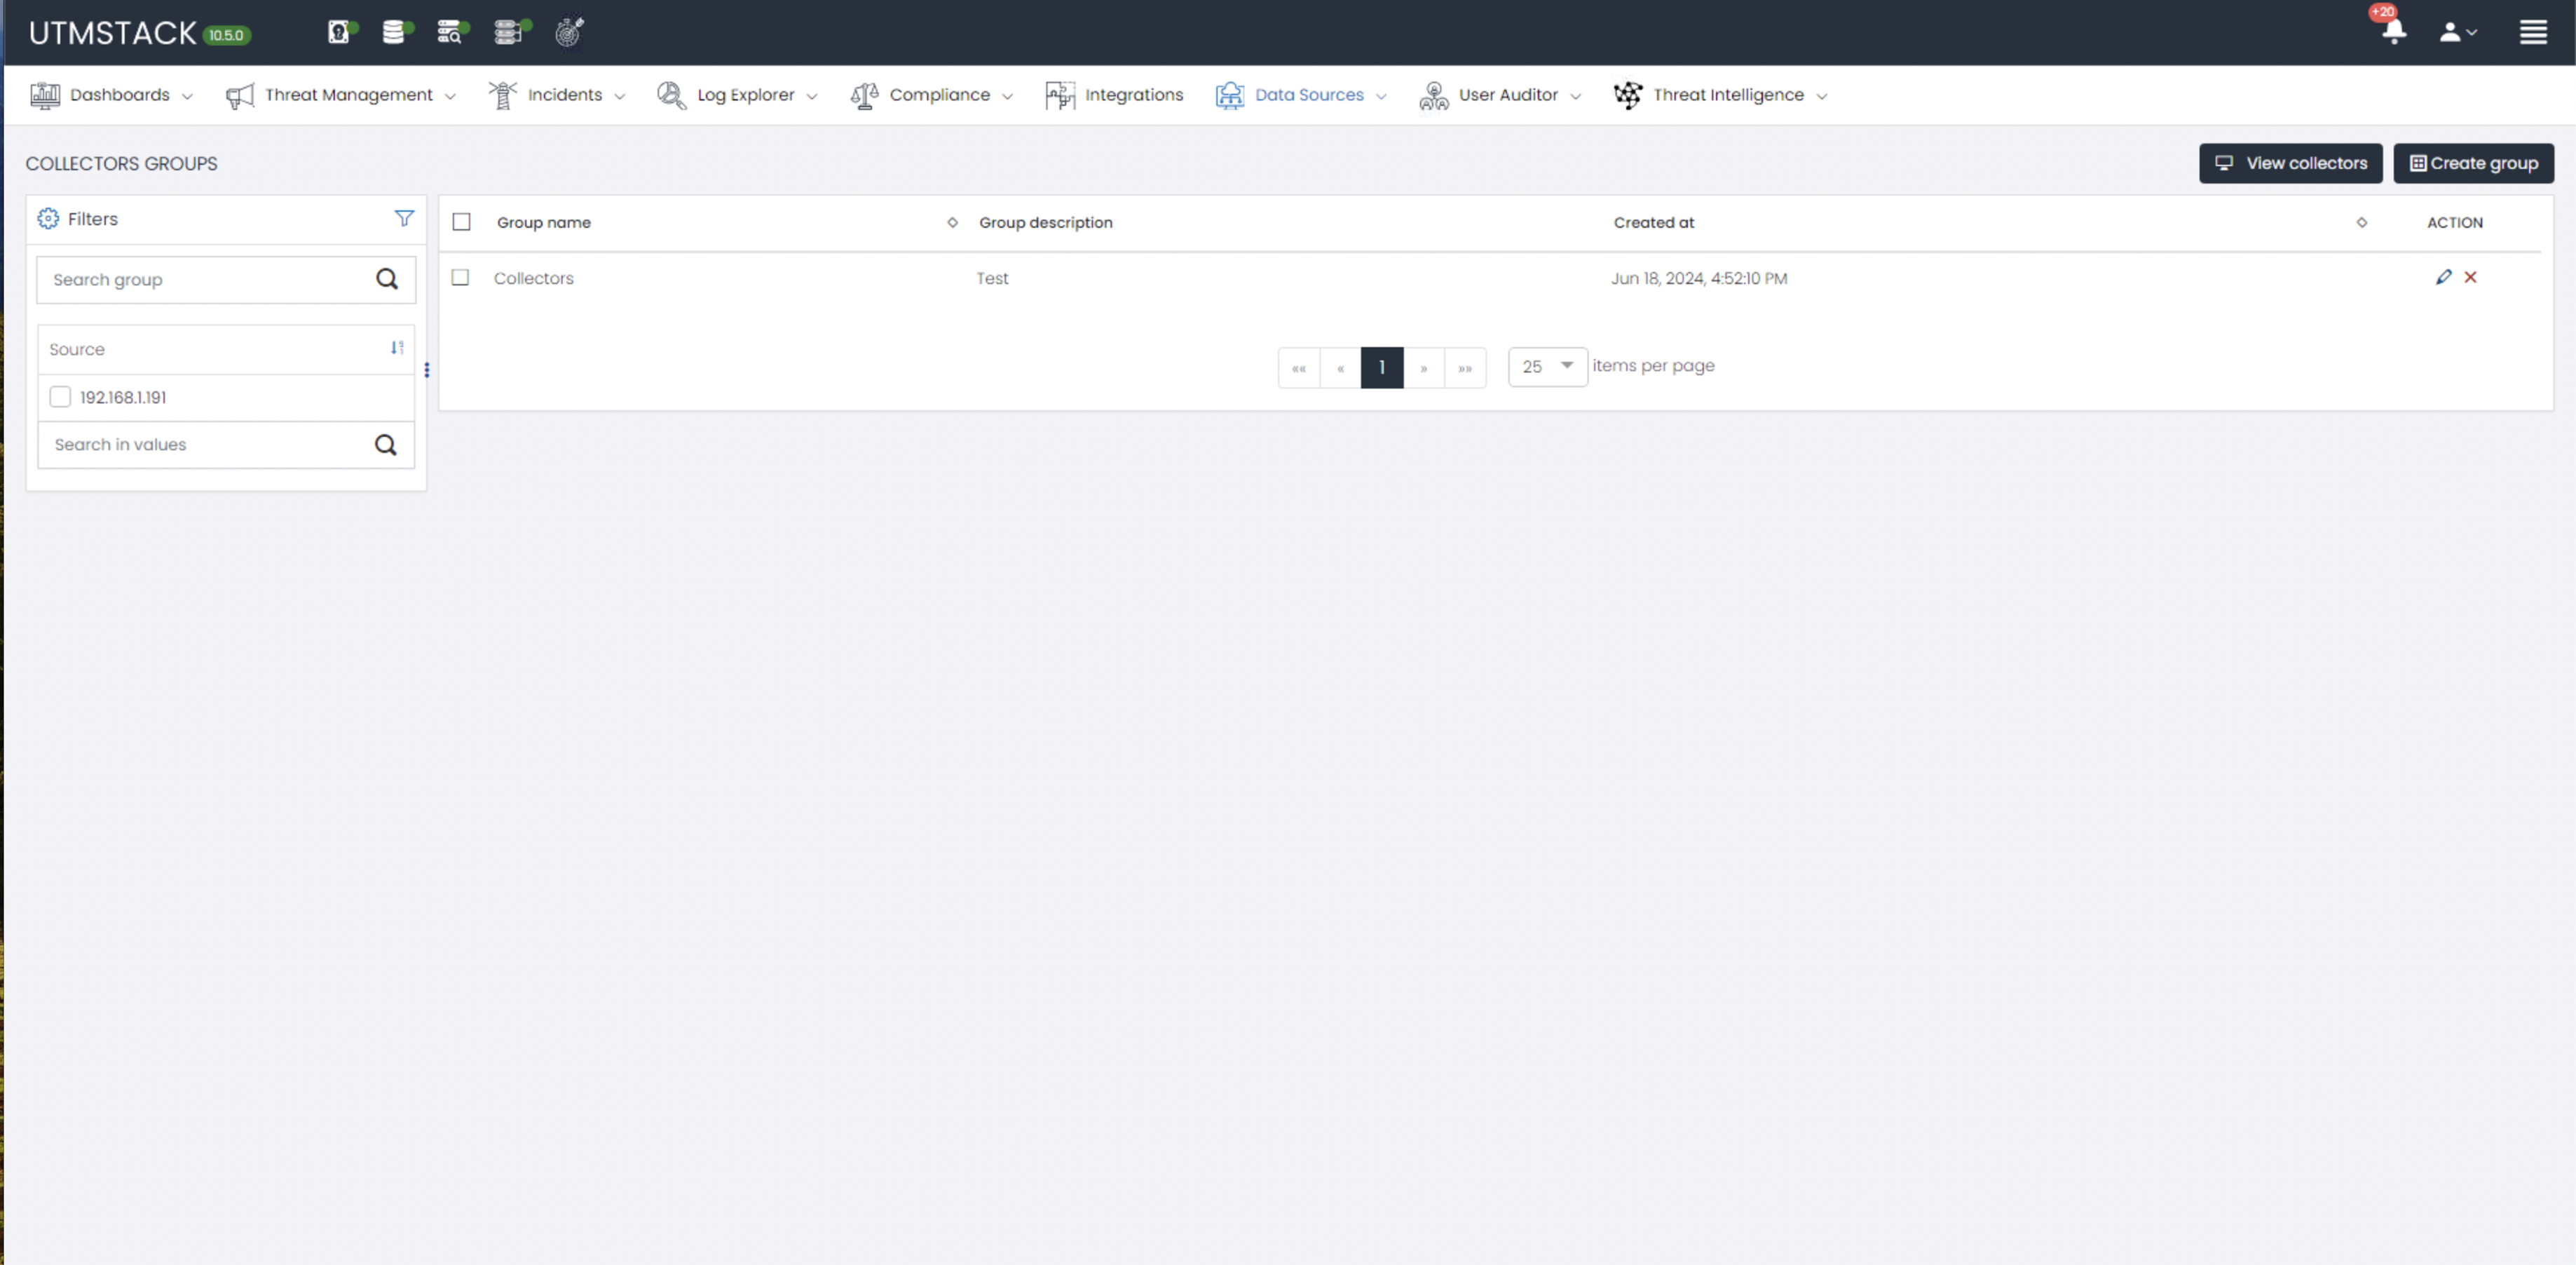 UTMSTACK 10.5.0
+20
Dashboards Threat Management Incidents Log Explorer Compliance Integrations Data Sources User Auditor Threat Intelligence
COLLECTORS GROUPS
View collectors Create group
Filters
Search group
Source
192.168.1.191
Search in values
Group name Group description Created at ACTION
Collectors Test Jun 18, 2024, 4:52:10 PM
«« « 1 » »» 25 items per page